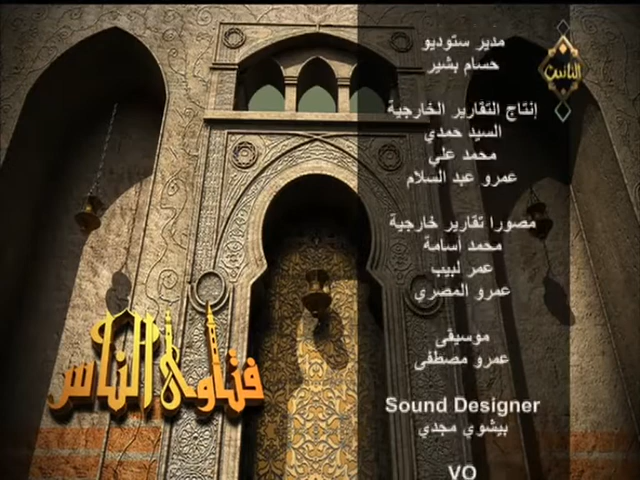 مدير ستوديو
حسام بشير
الناس
إنتاج التقارير الخارجية
السيد حمدي
محمد علي
عمرو عبد السلام
مصورا تقارير خارجية
محمد أسامة
عمر لبيب
عمرو المصري
موسيقى
عمرو مصطفى
فتاوى الناس
Sound Designer
بيشوي مجدي
VO